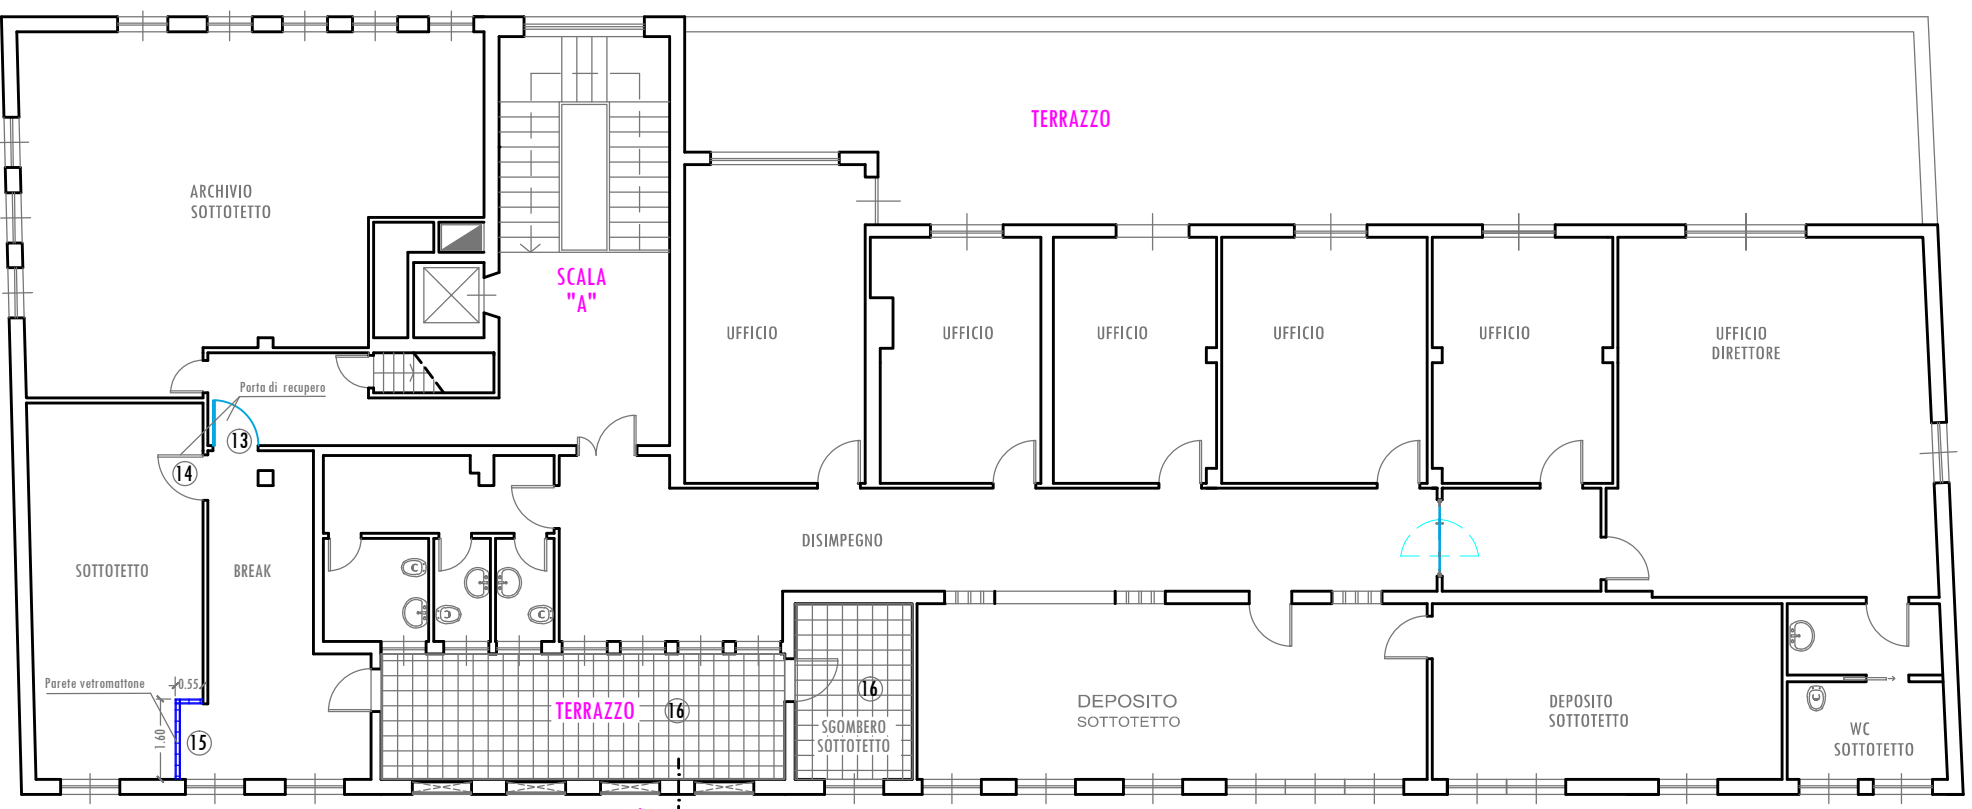 TERRAZZO
ARCHIVIO
SOTTOTETTO
SCALA
"A"
UFFICIO
UFFICIO
UFFICIO
UFFICIO
UFFICIO
UFFICIO
DIRETTORE
Porta di recupero
13
14
DISIMPEGNO
SOTTOTETTO
BREAK
Parete vetromattone
0.55
1.60
15
TERRAZZO
16
16
SGOMBERO
SOTTOTETTO
DEPOSITO
SOTTOTETTO
DEPOSITO
SOTTOTETTO
WC
SOTTOTETTO